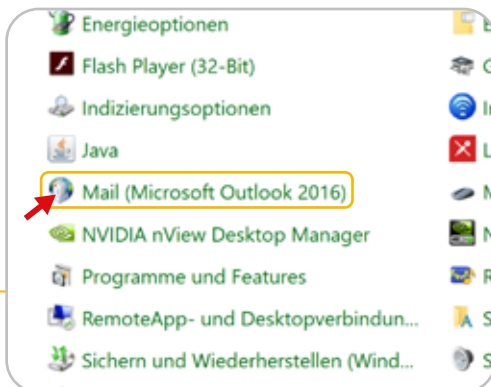 Energieoptionen
Flash Player (32-Bit)
Indizierungsoptionen
Java
Mail (Microsoft Outlook 2016)
NVIDIA nView Desktop Manager
Programme und Features
RemoteApp- und Desktopverbindun...
Sichern und Wiederherstellen (Wind...